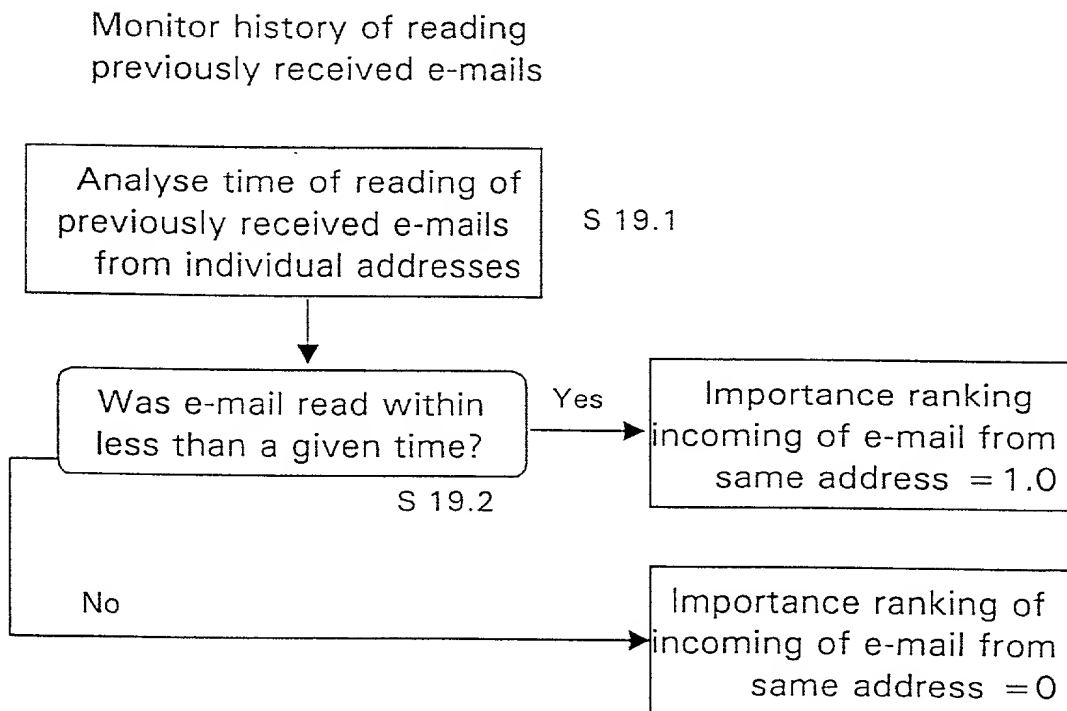 Monitor history of reading
previously received e-mails
Analyse time of reading of
previously received e-mails
from individual addresses
S 19.1
Was e-mail read within
less than a given time?
S 19.2
Yes
Importance ranking
incoming of e-mail from
same address = 1.0
No
Importance ranking of
incoming of e-mail from
same address = 0